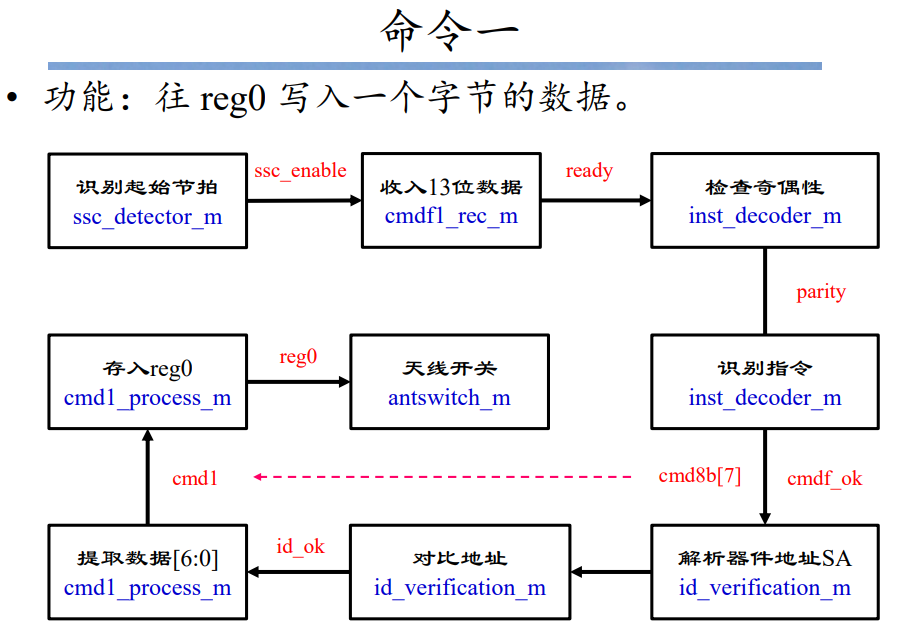 命令一
• 功能：往 reg0 写入一个字节的数据。
识别起始节拍
ssc_detector_m
ssc_enable
收入13位数据
cmdf1_rec_m
ready
检查奇偶性
inst_decoder_m
parity
识别指令
inst_decoder_m
cmd8b[7]
cmdf_ok
解析器件地址SA
id_verification_m
对比地址
id_verification_m
id_ok
提取数据[6:0]
cmd1_process_m
cmd1
存入reg0
cmd1_process_m
reg0
天线开关
antswitch_m